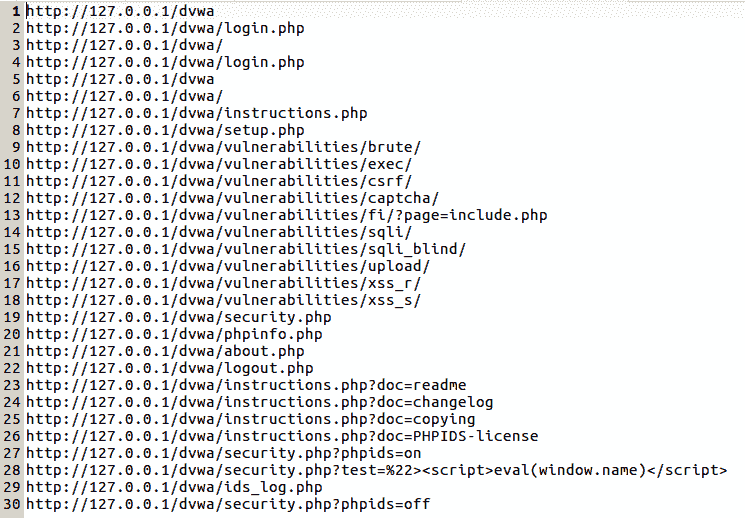 1 http://127.0.0.1/dvwa
2 http://127.0.0.1/dvwa/login.php
3 http://127.0.0.1/dvwa/
4 http://127.0.0.1/dvwa/login.php
5 http://127.0.0.1/dvwa
6 http://127.0.0.1/dvwa/
7 http://127.0.0.1/dvwa/instructions.php
8 http://127.0.0.1/dvwa/setup.php
9 http://127.0.0.1/dvwa/vulnerabilities/brute/
10 http://127.0.0.1/dvwa/vulnerabilities/exec/
11 http://127.0.0.1/dvwa/vulnerabilities/csrf/
12 http://127.0.0.1/dvwa/vulnerabilities/captcha/
13 http://127.0.0.1/dvwa/vulnerabilities/fi/?page=include.php
14 http://127.0.0.1/dvwa/vulnerabilities/sqli/
15 http://127.0.0.1/dvwa/vulnerabilities/sqli_blind/
16 http://127.0.0.1/dvwa/vulnerabilities/upload/
17 http://127.0.0.1/dvwa/vulnerabilities/xss_r/
18 http://127.0.0.1/dvwa/vulnerabilities/xss_s/
19 http://127.0.0.1/dvwa/security.php
20 http://127.0.0.1/dvwa/phpinfo.php
21 http://127.0.0.1/dvwa/about.php
22 http://127.0.0.1/dvwa/logout.php
23 http://127.0.0.1/dvwa/instructions.php?doc=readme
24 http://127.0.0.1/dvwa/instructions.php?doc=changelog
25 http://127.0.0.1/dvwa/instructions.php?doc=copying
26 http://127.0.0.1/dvwa/instructions.php?doc=PHPIDS-license
27 http://127.0.0.1/dvwa/security.php?phpids=on
28 http://127.0.0.1/dvwa/security.php?test=%22><script>eval(window.name)</script>
29 http://127.0.0.1/dvwa/ids_log.php
30 http://127.0.0.1/dvwa/security.php?phpids=off